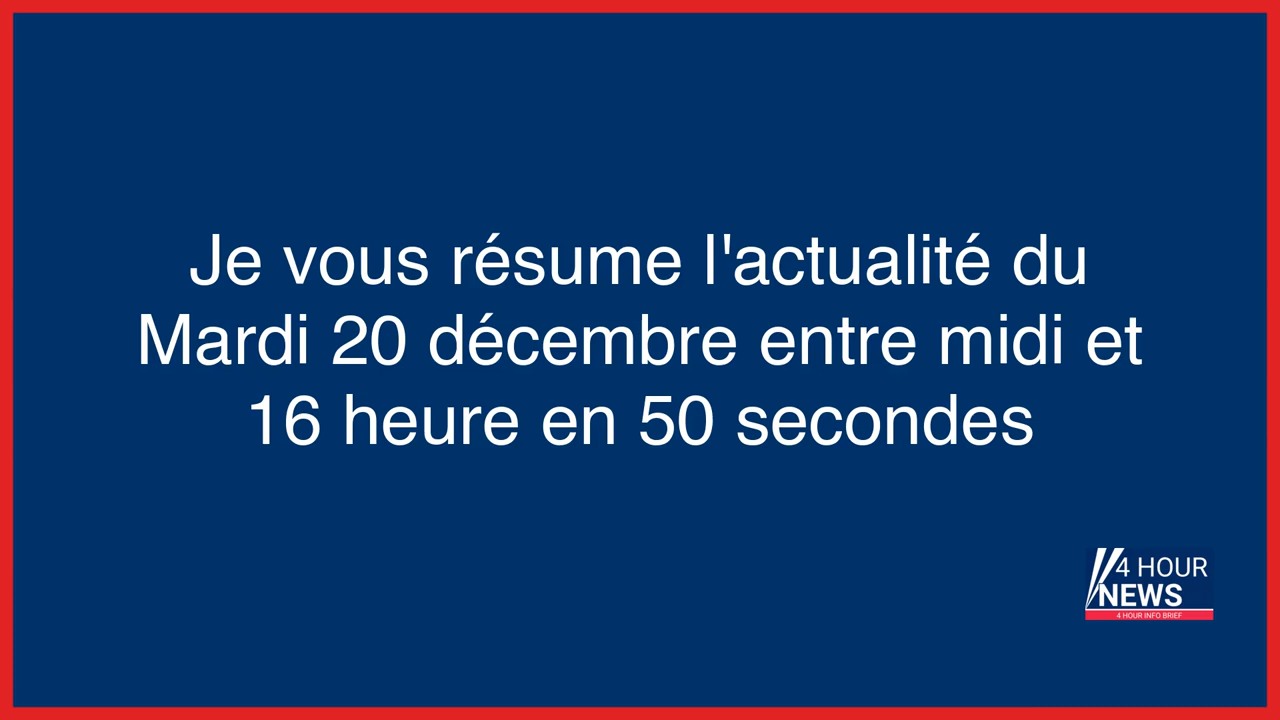 Je vous résume l'actualité du
Mardi 20 décembre entre midi et
16 heure en 50 secondes
4 HOUR
NEWS
4 HOUR INFO BRIEF